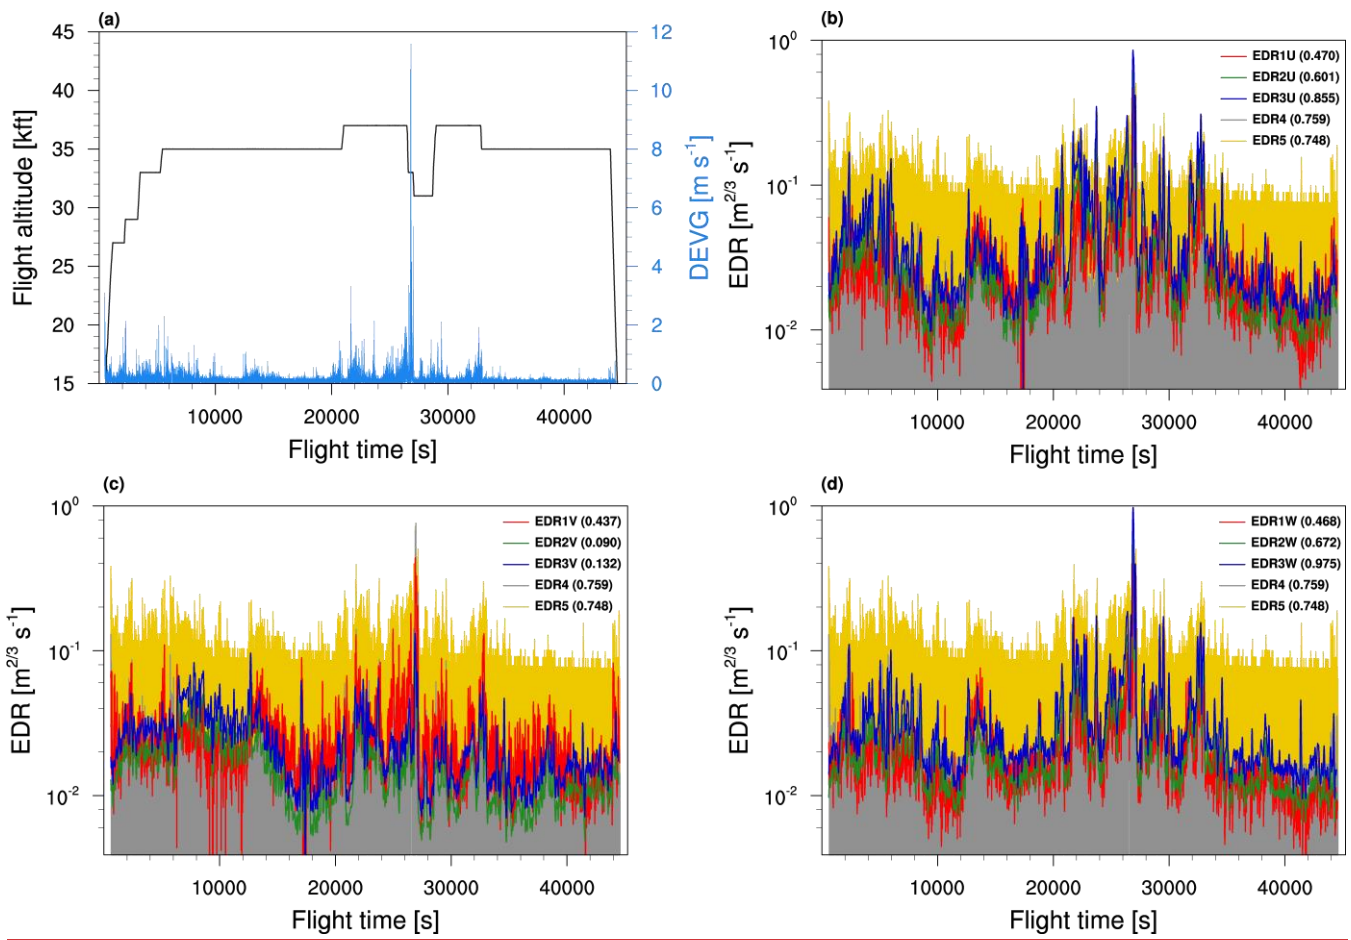 (a)
45
40
35
30
25
20
15
Flight altitude [kft]
12
10
8
6
4
2
0
DEVG [m s⁻¹]
10000 20000 30000 40000
Flight time [s]
(b)
10⁰
10⁻¹
10⁻²
EDR [m²/³ s⁻¹]
EDR1U (0.470)
EDR2U (0.601)
EDR3U (0.855)
EDR4 (0.759)
EDR5 (0.748)
10000 20000 30000 40000
Flight time [s]
(c)
10⁰
10⁻¹
10⁻²
EDR [m²/³ s⁻¹]
EDR1V (0.437)
EDR2V (0.090)
EDR3V (0.132)
EDR4 (0.759)
EDR5 (0.748)
10000 20000 30000 40000
Flight time [s]
(d)
10⁰
10⁻¹
10⁻²
EDR [m²/³ s⁻¹]
EDR1W (0.468)
EDR2W (0.672)
EDR3W (0.975)
EDR4 (0.759)
EDR5 (0.748)
10000 20000 30000 40000
Flight time [s]